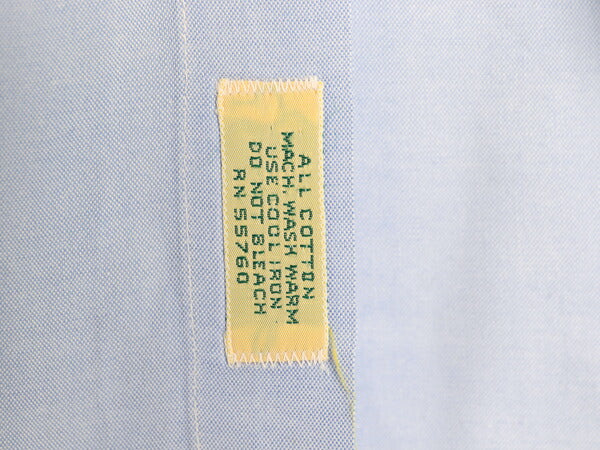 ALL COTTON
MACH. WASH WARM
USE COOL IRON
DO NOT BLEACH
RN 55760